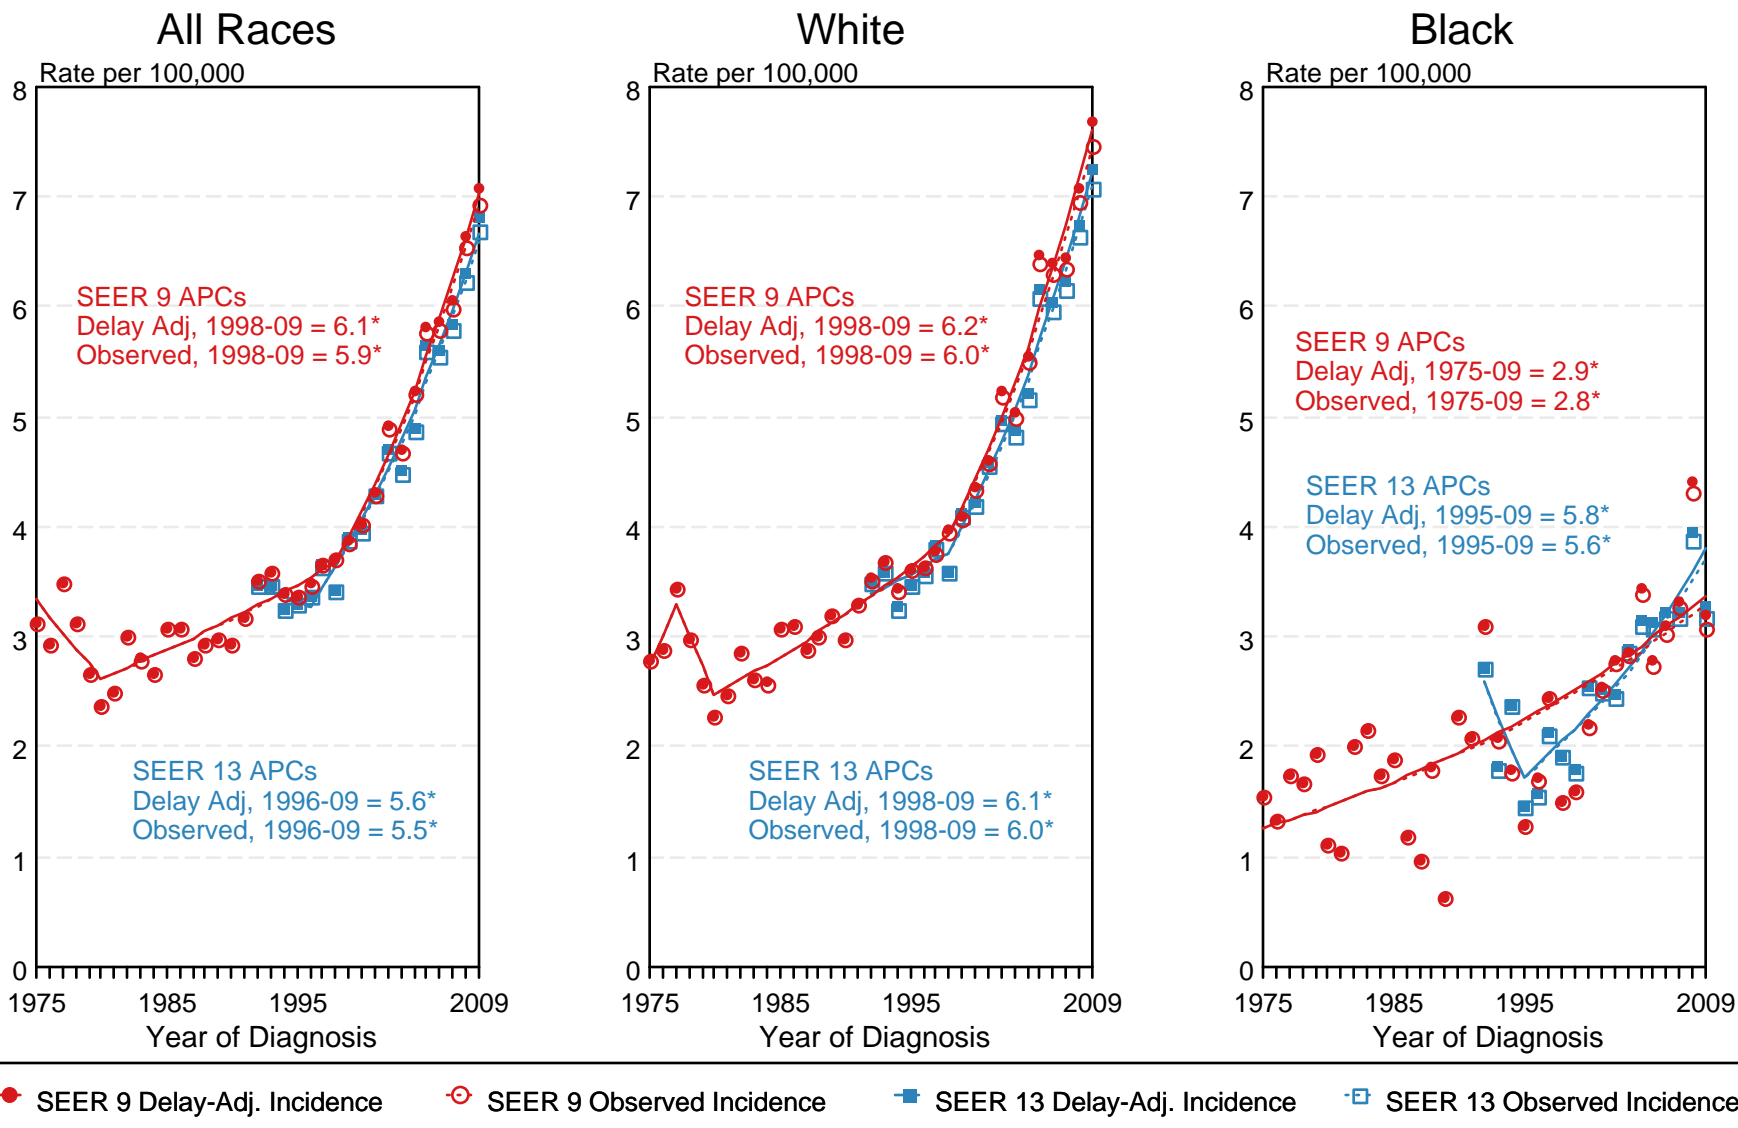 All Races
Rate per 100,000
8
7
6
5
4
3
2
1
0
SEER 9 APCs
Delay Adj, 1998-09 = 6.1*
Observed, 1998-09 = 5.9*
SEER 13 APCs
Delay Adj, 1996-09 = 5.6*
Observed, 1996-09 = 5.5*
1975 1985 1995 2009
Year of Diagnosis
White
Rate per 100,000
8
7
6
5
4
3
2
1
0
SEER 9 APCs
Delay Adj, 1998-09 = 6.2*
Observed, 1998-09 = 6.0*
SEER 13 APCs
Delay Adj, 1998-09 = 6.1*
Observed, 1998-09 = 6.0*
1975 1985 1995 2009
Year of Diagnosis
Black
Rate per 100,000
8
7
6
5
4
3
2
1
0
SEER 9 APCs
Delay Adj, 1975-09 = 2.9*
Observed, 1975-09 = 2.8*
SEER 13 APCs
Delay Adj, 1995-09 = 5.8*
Observed, 1995-09 = 5.6*
1975 1985 1995 2009
Year of Diagnosis
SEER 9 Delay-Adj. Incidence SEER 9 Observed Incidence SEER 13 Delay-Adj. Incidence SEER 13 Observed Incidence